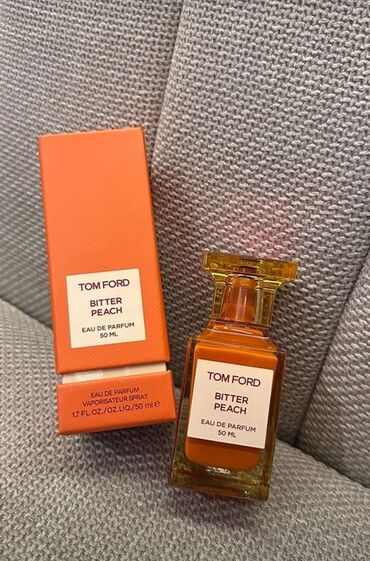 TOM FORD
BITTER
PEACH
EAU DE PARFUM
50 ML
EAU DE PARFUM
VAPORISATEUR SPRAY
1.7 FL.OZ./OZ.LIQ./50 ml ℮
TOM FORD
BITTER
PEACH
EAU DE PARFUM
50 ML